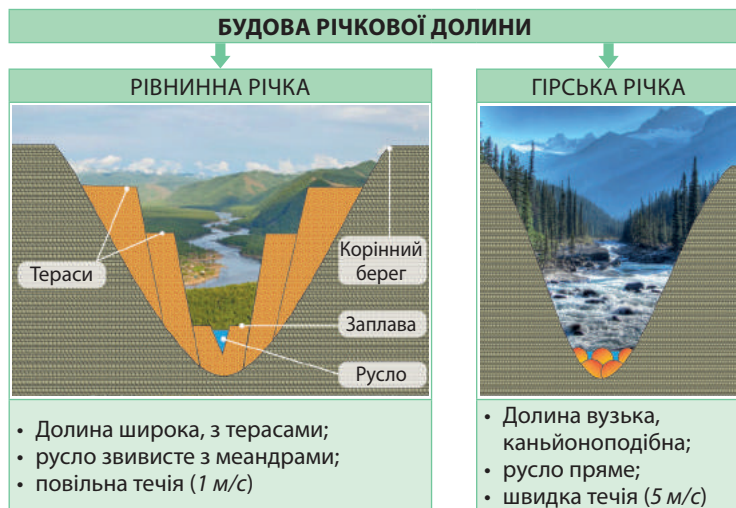 БУДОВА РІЧКОВОЇ ДОЛИНИ
РІВНИННА РІЧКА
Тераси
Корінний
берег
Заплава
Русло
• Долина широка, з терасами;
• русло звивисте з меандрами;
• повільна течія (1 м/с)
ГІРСЬКА РІЧКА
• Долина вузька,
каньйоноподібна;
• русло пряме;
• швидка течія (5 м/с)